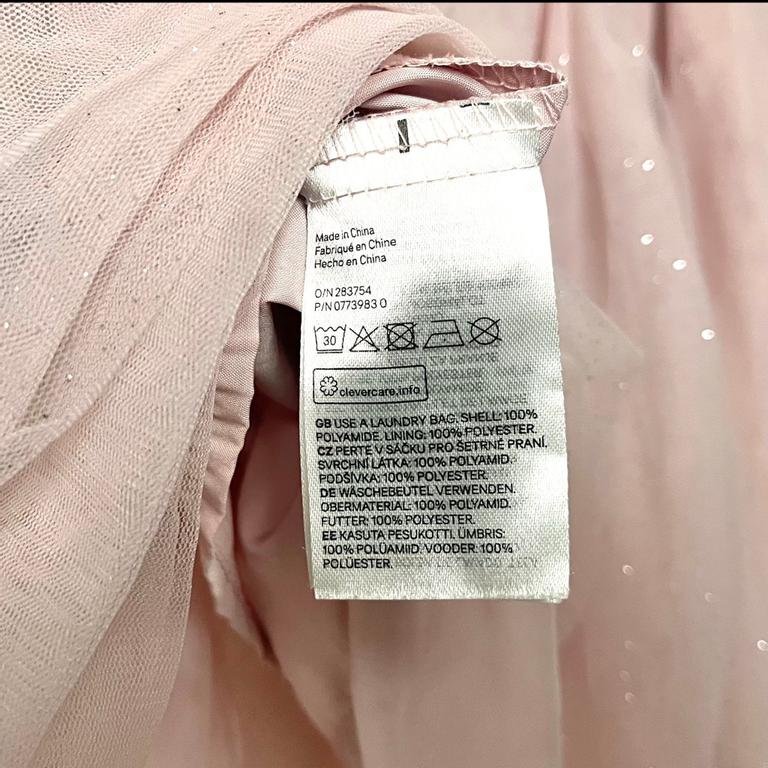 Made in China
Fabriqué en Chine
Hecho en China
O/N 283754
P/N 0773983 0
30
clevercare.info
GB USE A LAUNDRY BAG. SHELL: 100%
POLYAMIDE. LINING: 100% POLYESTER.
CZ PERTE V SÁČKU PRO ŠETRNÉ PRANÍ.
SVRCHNÍ LÁTKA: 100% POLYAMID.
PODŠÍVKA: 100% POLYESTER.
DE WÄSCHEBEUTEL VERWENDEN.
OBERMATERIAL: 100% POLYAMID.
FUTTER: 100% POLYESTER.
EE KASUTA PESUKOTTI. ÜMBRIS:
100% POLÜAMIID. VOODER: 100%
POLÜESTER.